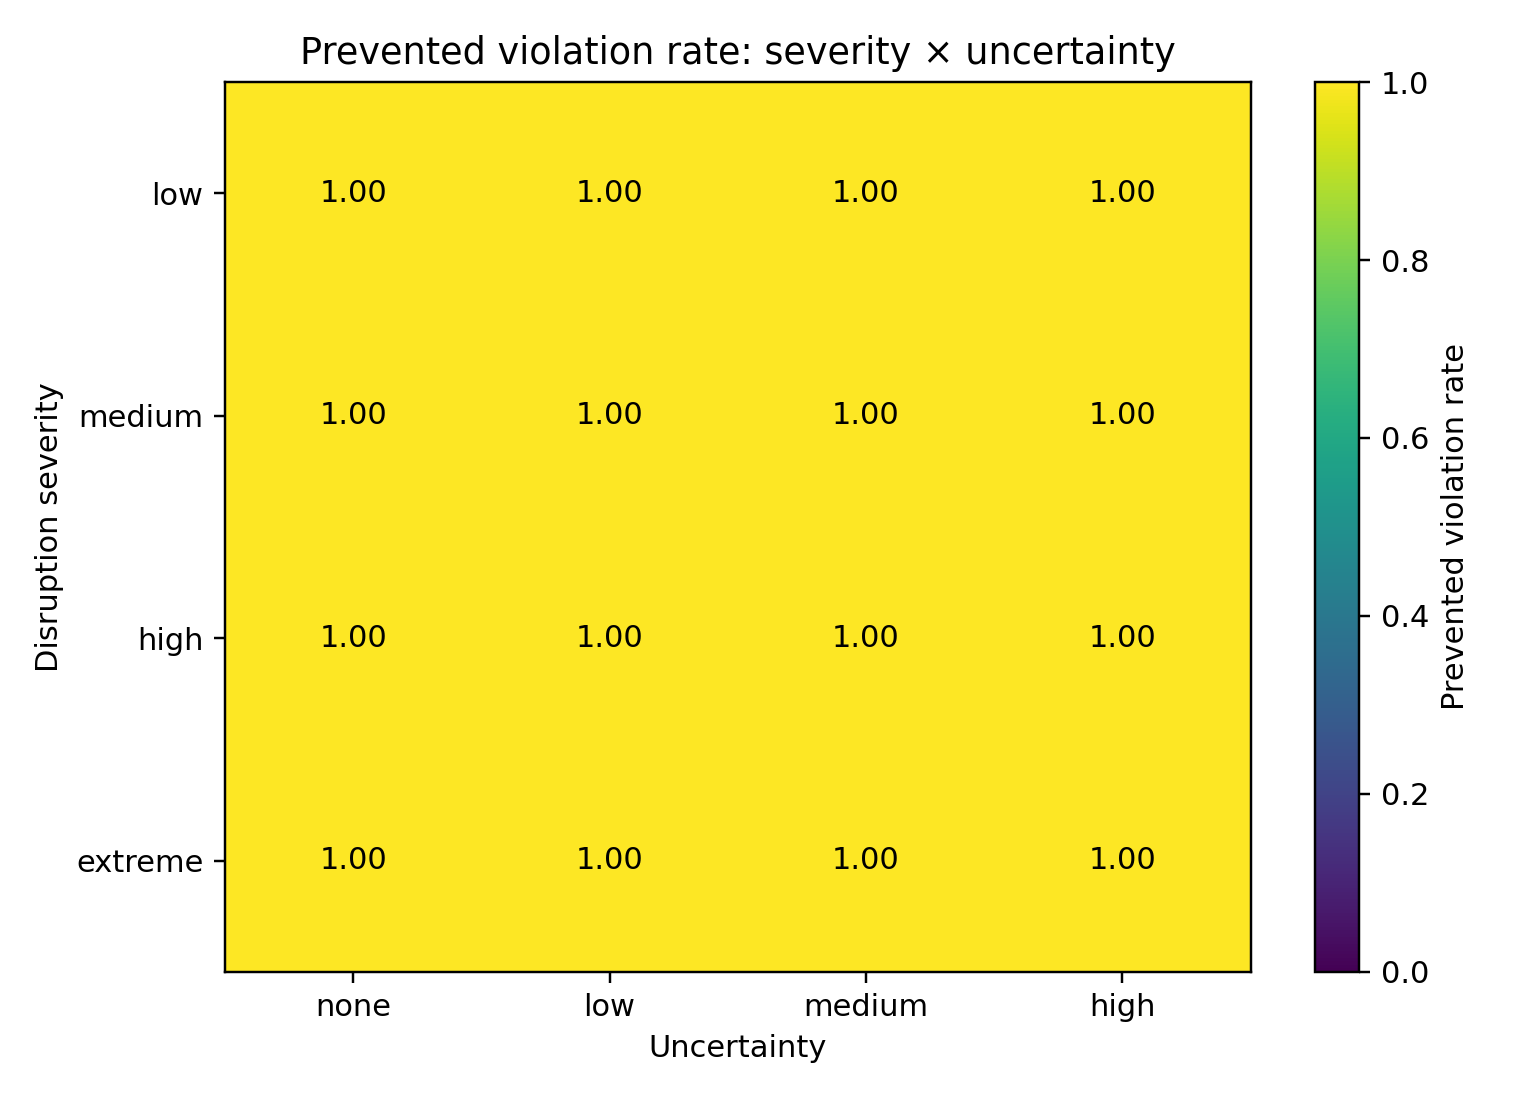 Prevented violation rate: severity × uncertainty
Disruption severity
low 1.00 1.00 1.00 1.00
medium 1.00 1.00 1.00 1.00
high 1.00 1.00 1.00 1.00
extreme 1.00 1.00 1.00 1.00
none low medium high
Uncertainty
1.0
0.8
0.6
0.4
0.2
0.0
Prevented violation rate